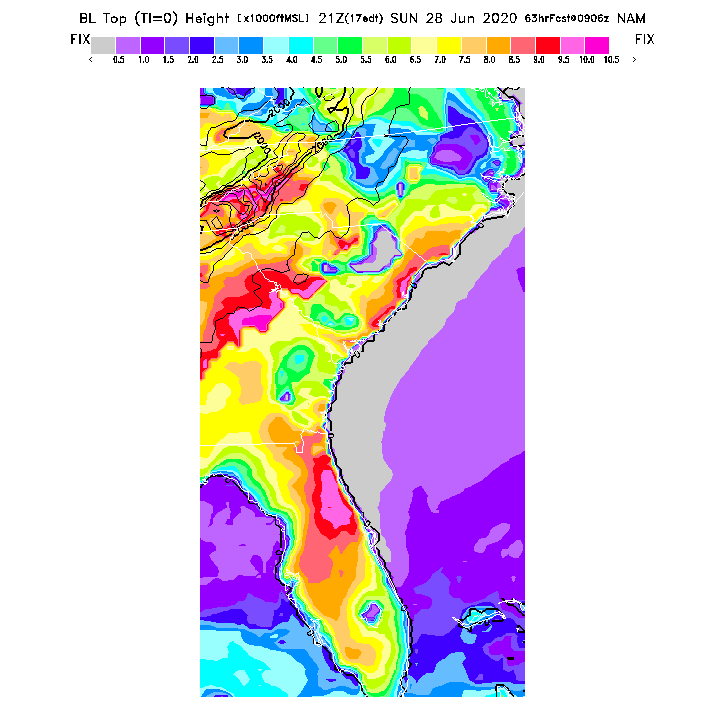 BL Top (TI=0) Height [x1000ftMSL] 21Z(17edt) SUN 28 Jun 2020 63hrFcst@0906z NAM
FIX FIX
< 0.5 1.0 1.5 2.0 2.5 3.0 3.5 4.0 4.5 5.0 5.5 6.0 6.5 7.0 7.5 8.0 8.5 9.0 9.5 10.0 10.5 >